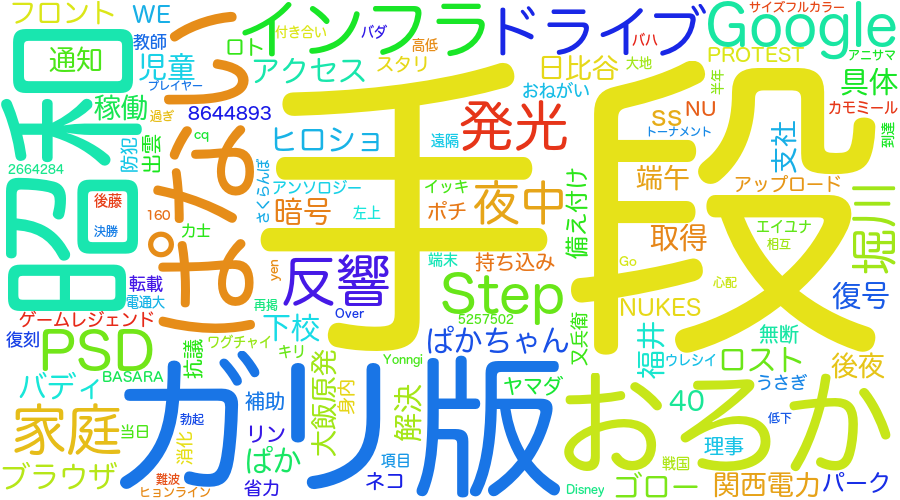 フロント
WE
インフラ
ドライブ
サイズフルカラー
Google
付き合い
バダ
高低
バハ
アニサマ
教師
ロト
スタリ
大地
PROTEST
半年
通知
児童
プレイヤー
アクセス
おねがい
日比谷
具体
昭和
稼働
過ぎ
8644893
ヒロショ
発光
SS
NU
カモミール
トーナメント
支社
到達
遠隔
cq
出雲
防犯
2664284
ぱない
手段
さくらんぼ
アンソロジー
イッキ
夜中
端午
アップロード
後藤
160
暗号
左上
ポチ
備え付け
決勝
力士
取得
エイユナ
堀川
相互
日召
端末
持ち込み
Go
転載
yen
反響
心配
電通大
再掲
Step
NUKES
復号
ゲームレジェンド
Over
5257502
又兵衛
無断
復刻
ワグチャイ
下校
ぱかちゃん
福井
PSD
抗議
キリ
Yonngi
ウレシイ
ロスト
後夜
バディ
BASARA
大飯原発
身内
ヤマダ
うさぎ
ガリ版
おるか
補助
解決
40
勃起
低下
家庭
当日
消化
リン
理事
ブラウザ
ぱか
項目
戦国
難波
省力
ネコ
ヒョンライン
Disney
ゴロー
関西電力
パーク